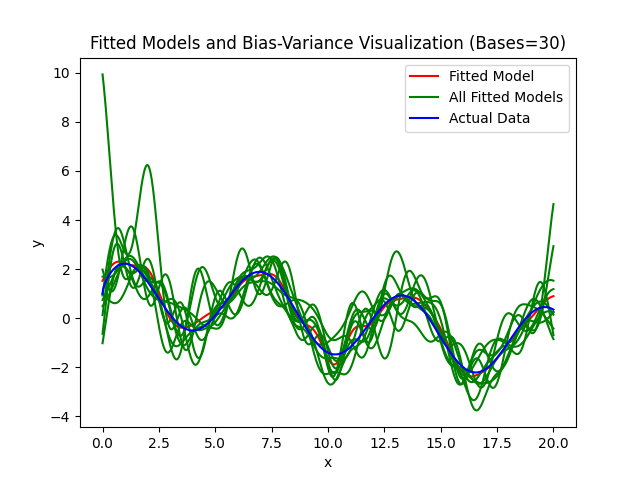 Fitted Models and Bias-Variance Visualization (Bases=30)
Fitted Model
All Fitted Models
Actual Data
y
10
8
6
4
2
0
−2
−4
0.0 2.5 5.0 7.5 10.0 12.5 15.0 17.5 20.0
x